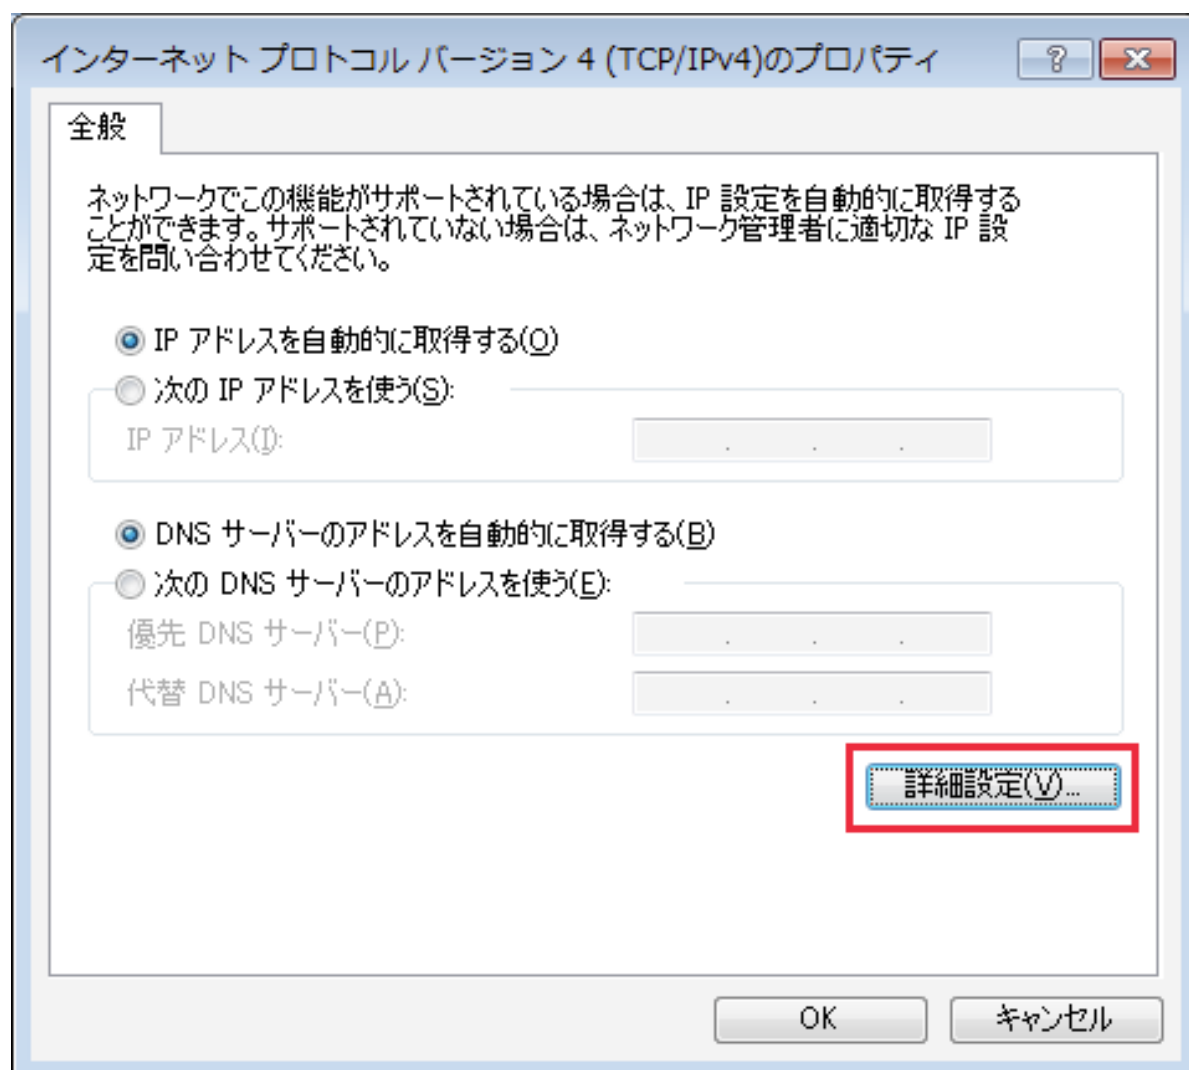 インターネット プロトコル バージョン 4 (TCP/IPv4)のプロパティ
全般
ネットワークでこの機能がサポートされている場合は、IP 設定を自動的に取得する
ことができます。サポートされていない場合は、ネットワーク管理者に適切な IP 設
定を問い合わせてください。
IP アドレスを自動的に取得する(O)
次の IP アドレスを使う(S):
IP アドレス(I):
DNS サーバーのアドレスを自動的に取得する(B)
次の DNS サーバーのアドレスを使う(E):
優先 DNS サーバー(P):
代替 DNS サーバー(A):
詳細設定(V)...
OK
キャンセル